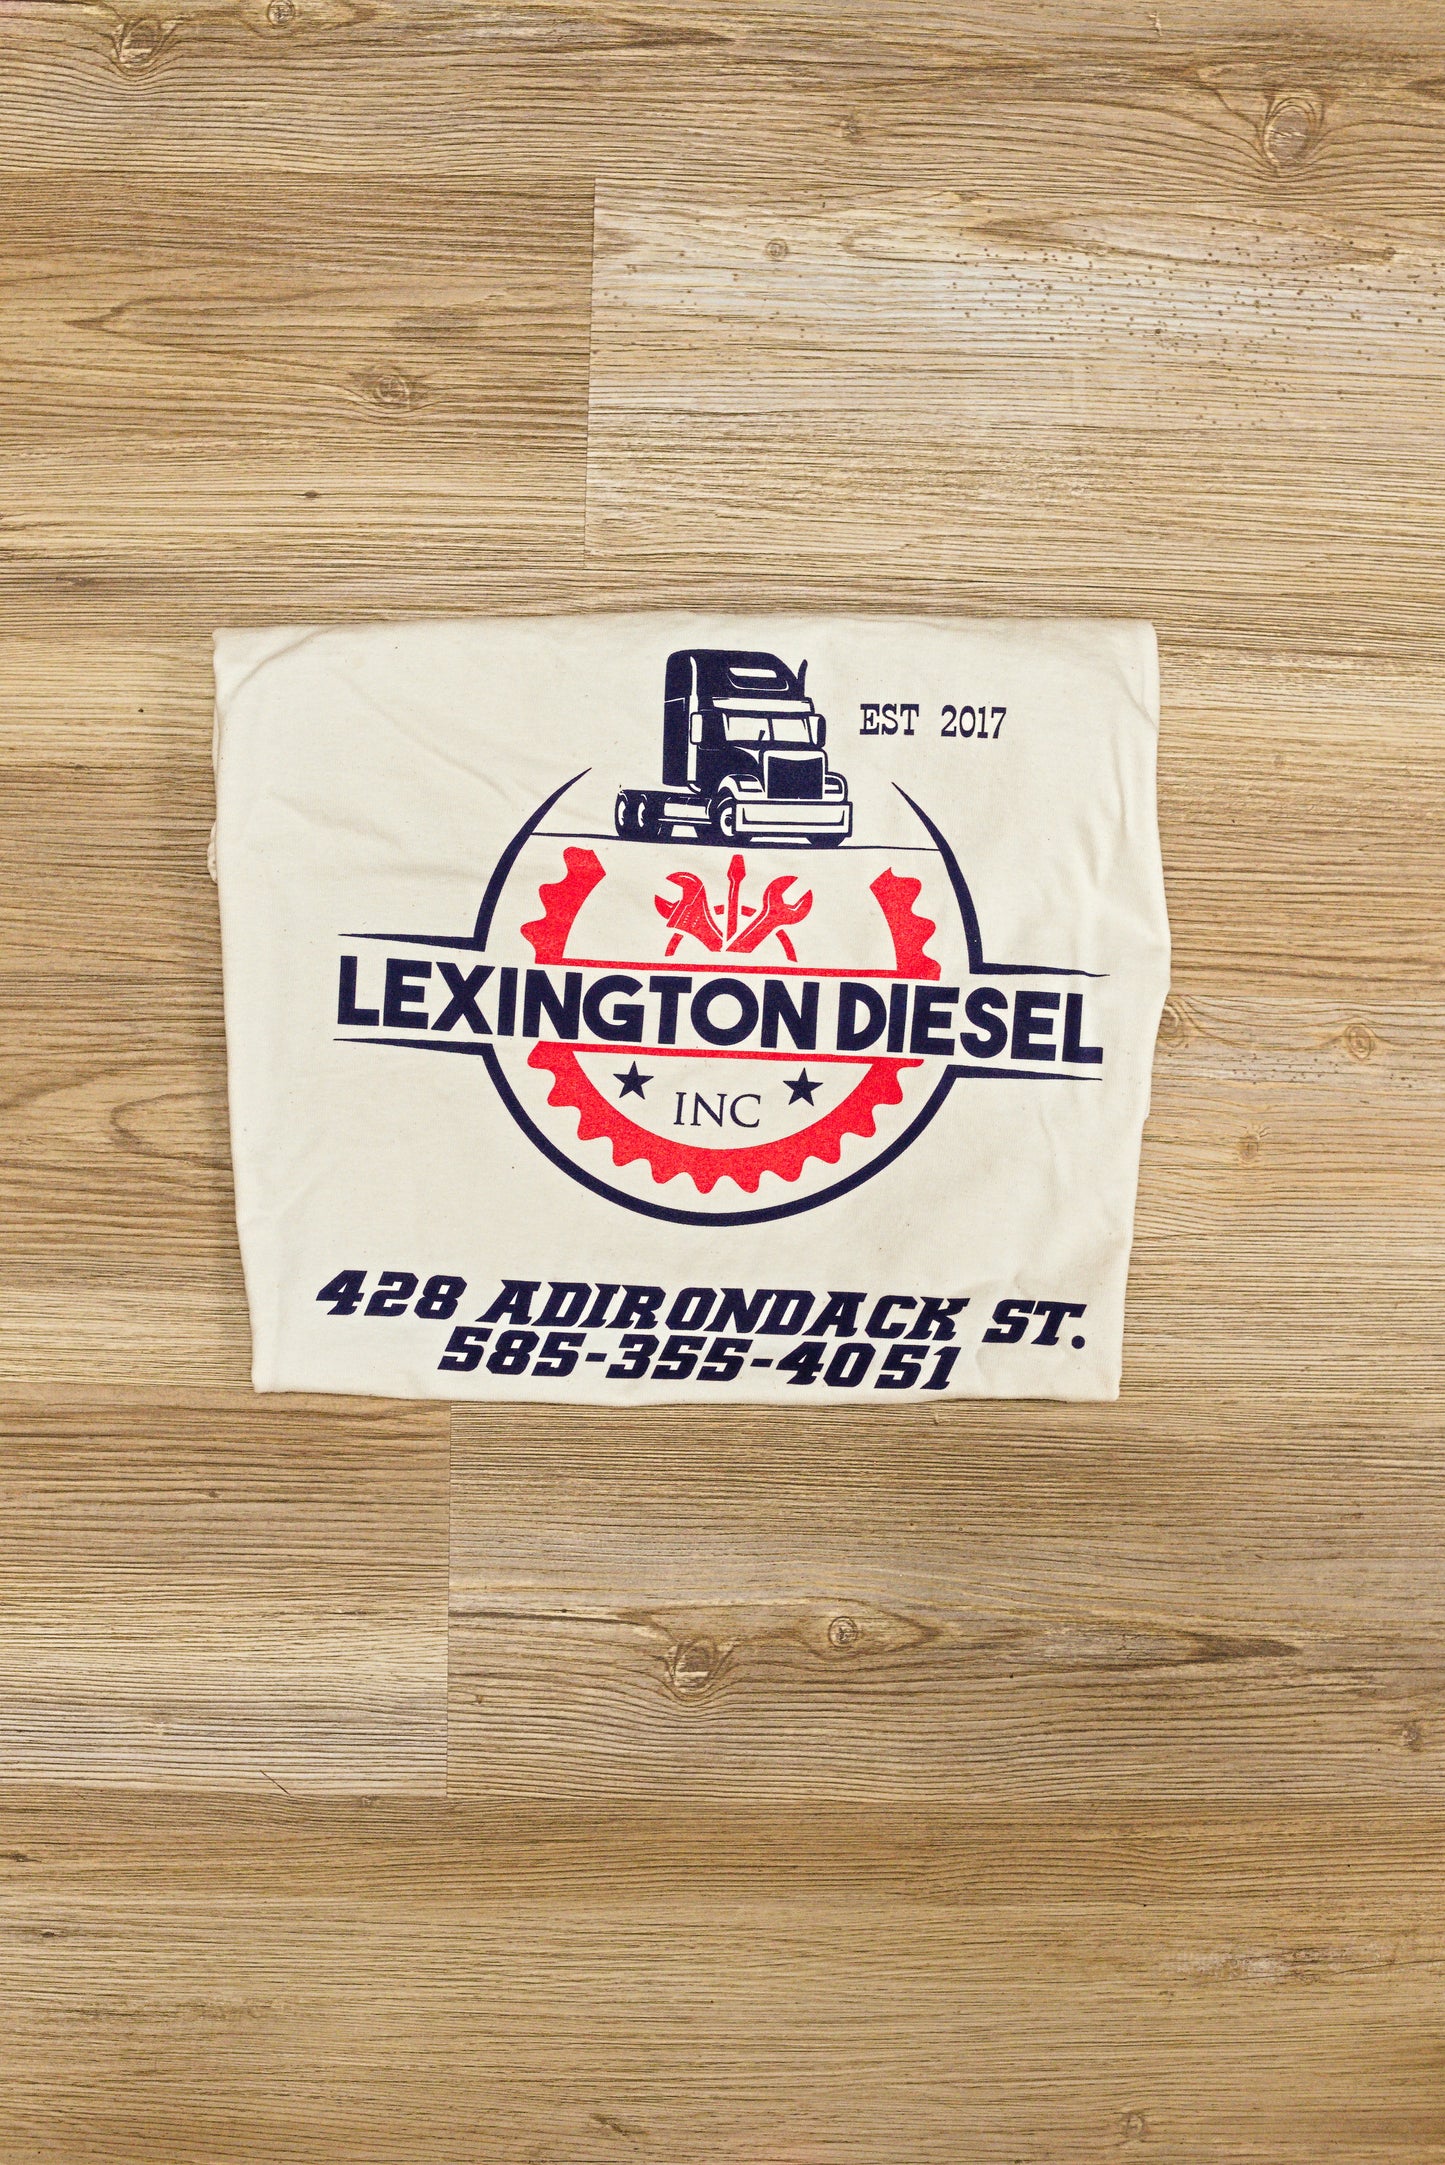 EST 2017
LEXINGTON DIESEL
INC
428 ADIRONDACK ST.
585-355-4051